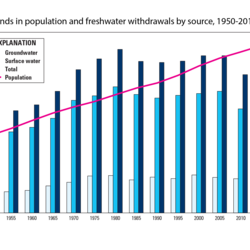 nds in population and freshwater withdrawals by source, 1950-201
XPLANATION
Groundwater
Surface water
Total
Population
1955 1960 1965 1970 1975 1980 1985 1990 1995 2000 2005 2010